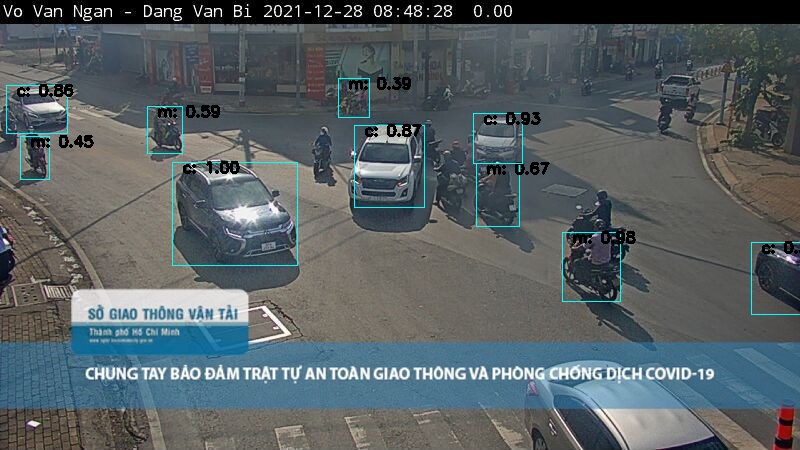 Vo Van Ngan - Dang Van Bi 2021-12-28 08:48:28 0.00
c: 0.86
m: 0.39
m: 0.59
c: 0.93
c: 0.87
m: 0.45
c: 1.00
m: 0.67
m: 0.98
c: 0.
SỞ GIAO THÔNG VẬN TẢI
Thành phố Hồ Chí Minh
CHUNG TAY BẢO ĐẢM TRẬT TỰ AN TOÀN GIAO THÔNG VÀ PHÒNG CHỐNG DỊCH COVID-19